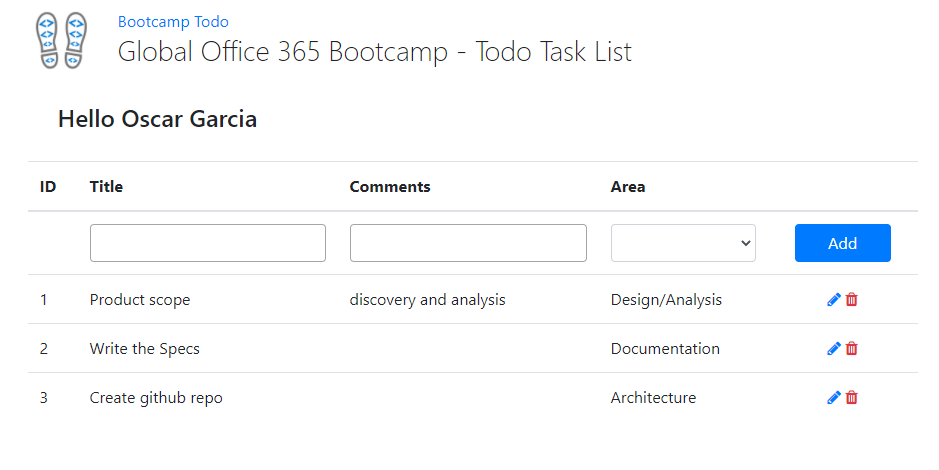 Bootcamp Todo
Global Office 365 Bootcamp - Todo Task List
Hello Oscar Garcia
ID Title Comments Area
Add
1 Product scope discovery and analysis Design/Analysis
2 Write the Specs Documentation
3 Create github repo Architecture